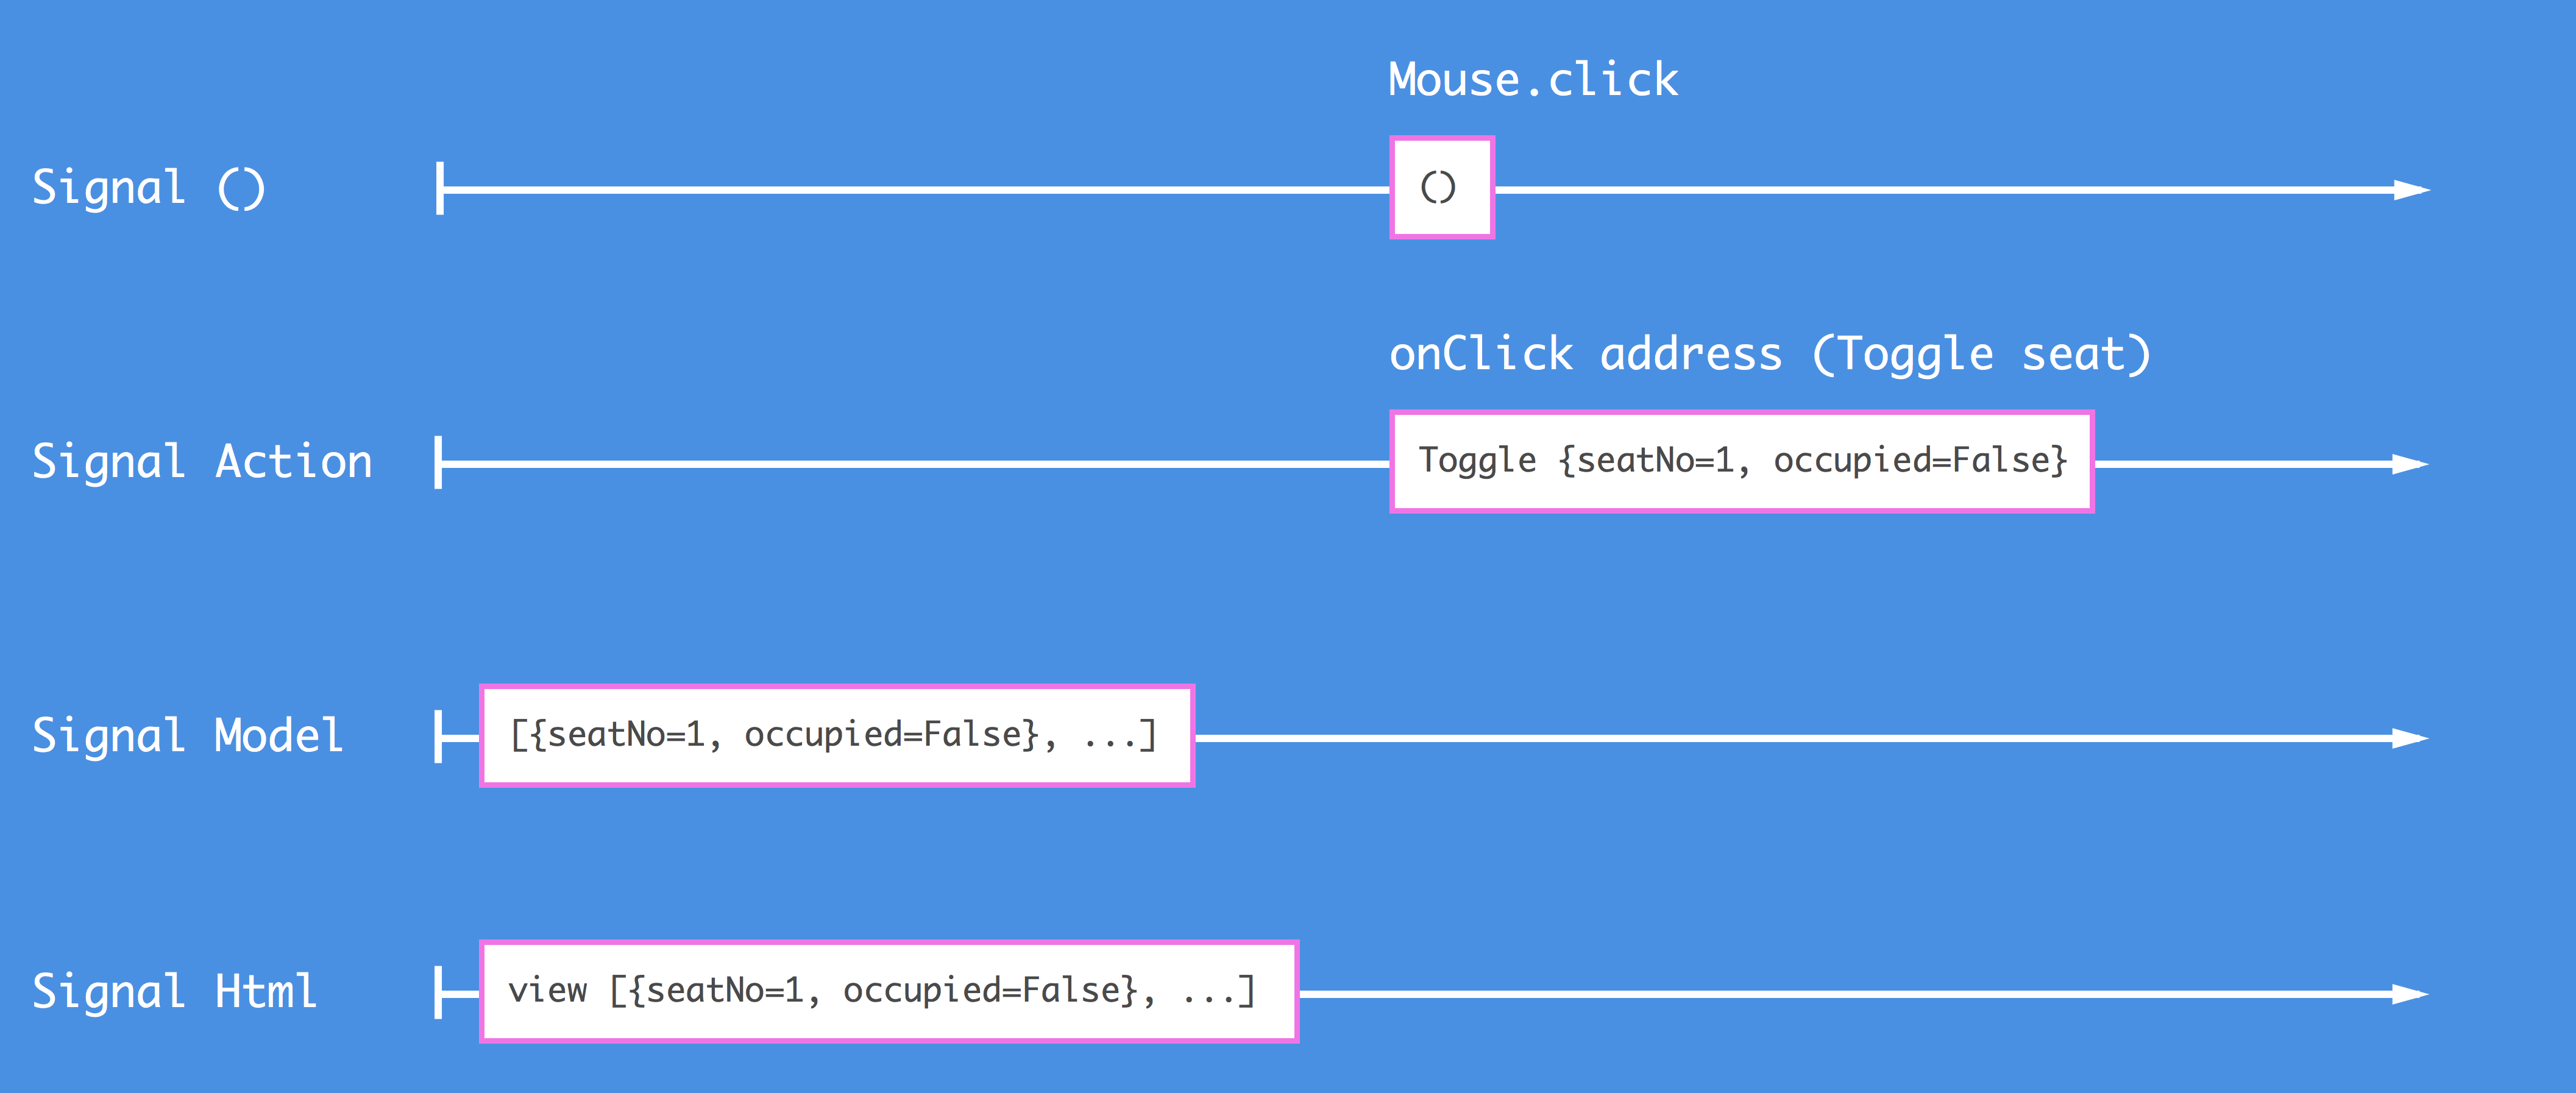 Mouse.click
Signal () ()
onClick address (Toggle seat)
Signal Action Toggle {seatNo=1, occupied=False}
Signal Model [{seatNo=1, occupied=False}, ...]
Signal Html view [{seatNo=1, occupied=False}, ...]